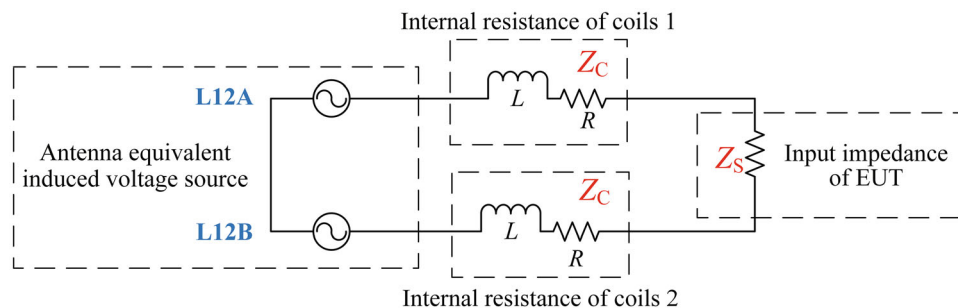 Internal resistance of coils 1
Z_C
L12A
L
R
Antenna equivalent
induced voltage source
Z_S
Input impedance
of EUT
Z_C
L12B
L
R
Internal resistance of coils 2